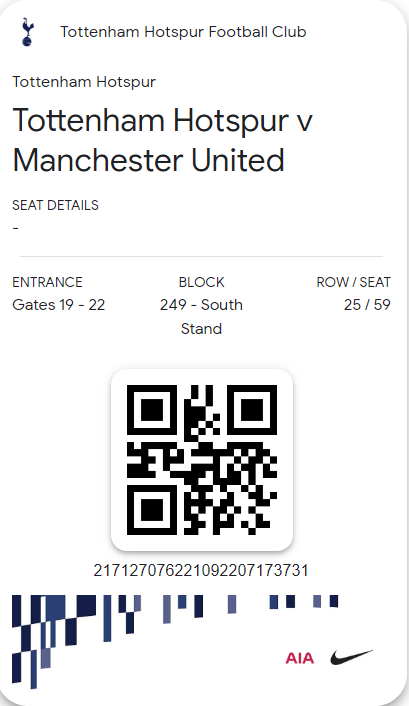 Tottenham Hotspur Football Club
Tottenham Hotspur
Tottenham Hotspur v
Manchester United
SEAT DETAILS
-
ENTRANCE BLOCK ROW / SEAT
Gates 19 - 22 249 - South 25 / 59
Stand
217127076221092207173731
AIA